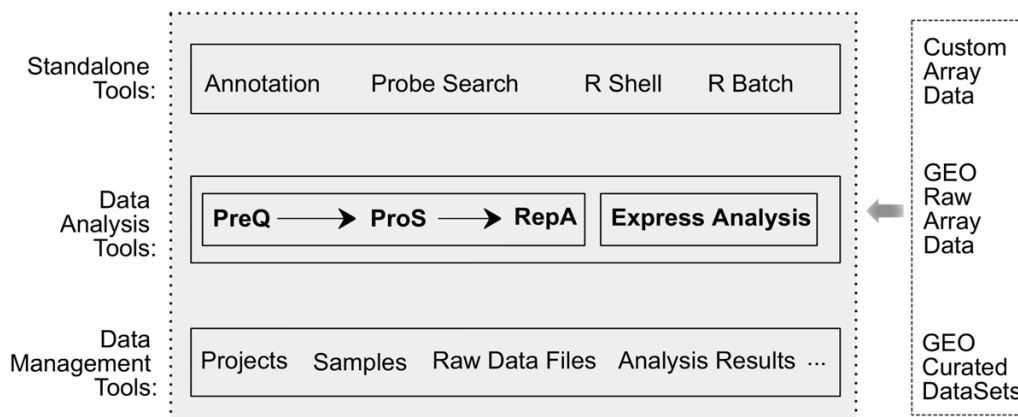 Standalone
Tools:
Annotation Probe Search R Shell R Batch
Data
Analysis
Tools:
PreQ ProS RepA Express Analysis
Data
Management
Tools:
Projects Samples Raw Data Files Analysis Results ...
Custom
Array
Data
GEO
Raw
Array
Data
GEO
Curated
DataSets